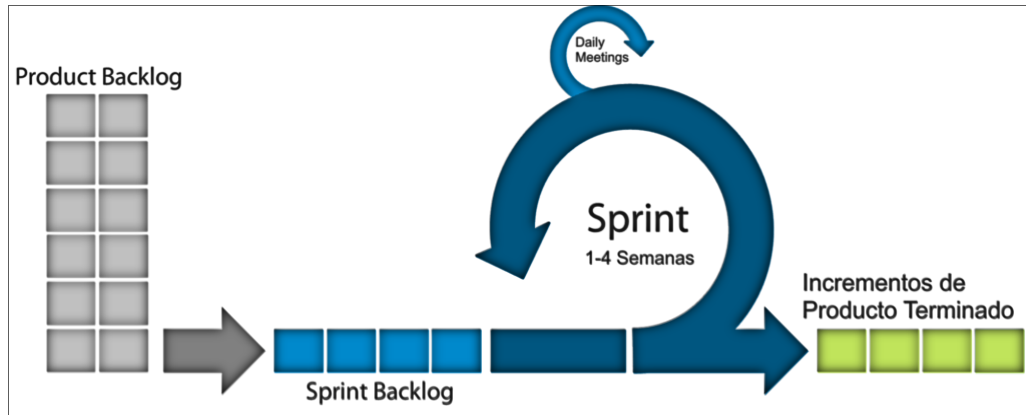 Daily
Meetings
Product Backlog
Sprint
1-4 Semanas
Incrementos de
Producto Terminado
Sprint Backlog